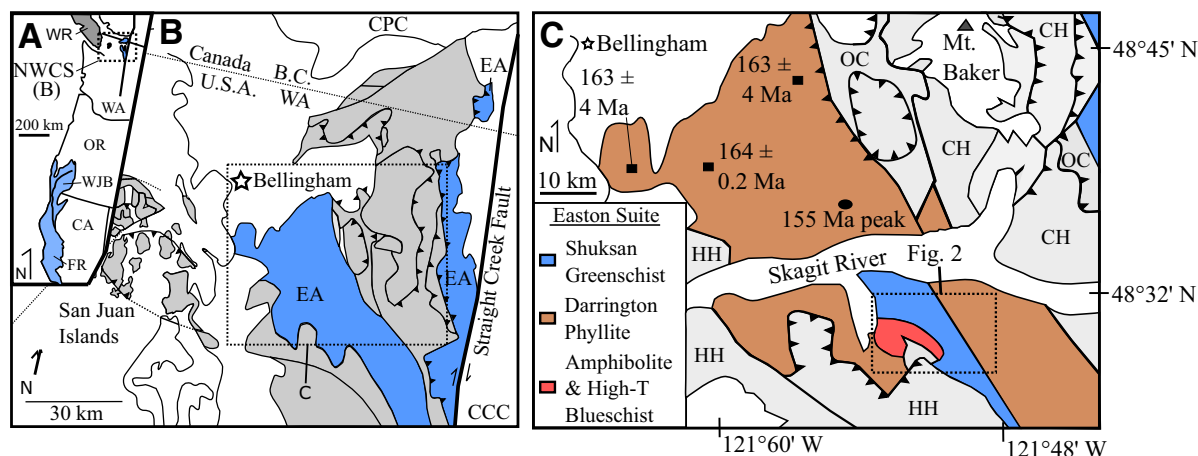 A
WR
NWCS
(B)
WA
200 km
OR
WJB
CA
N
FR
B
CPC
Canada
U.S.A.
B.C.
WA
EA
Bellingham
EA
EA
Straight Creek Fault
San Juan
Islands
C
N
30 km
CCC
C
Bellingham
163 ±
4 Ma
163 ±
4 Ma
164 ±
0.2 Ma
155 Ma peak
N
10 km
OC
Mt.
Baker
CH
CH
OC
CH
48°45' N
HH
Skagit River
Fig. 2
48°32' N
HH
HH
Easton Suite
Shuksan
Greenschist
Darrington
Phyllite
Amphibolite
& High-T
Blueschist
121°60' W
121°48' W